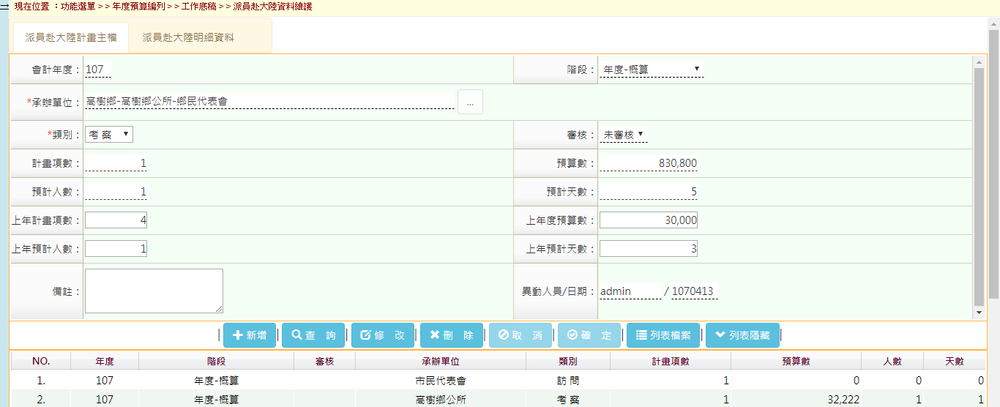 現在位置 ：功能選單 >> 年度預算編列 >> 工作底稿 >> 派員赴大陸資料維護
派員赴大陸計畫主檔 派員赴大陸明細資料
會計年度： 107 階段： 年度-概算
*承辦單位： 高樹鄉-高樹鄉公所-鄉民代表會 ...
*類別： 考 察 審核： 未審核
計畫項數： 1 預算數： 830,800
預計人數： 1 預計天數： 5
上年計畫項數： 4 上年度預算數： 30,000
上年預計人數： 1 上年預計天數： 3
備註： 異動人員/日期： admin / 1070413
| 新增 | 查 詢 | 修 改 | 刪 除 | 取 消 | 確 定 | 列表檔案 | 列表隱藏 |
NO. 年度 階段 審核 承辦單位 類別 計畫項數 預算數 人數 天數
1. 107 年度-概算 市民代表會 訪 問 1 0 0 0
2. 107 年度-概算 高樹鄉公所 考 察 1 32,222 1 1